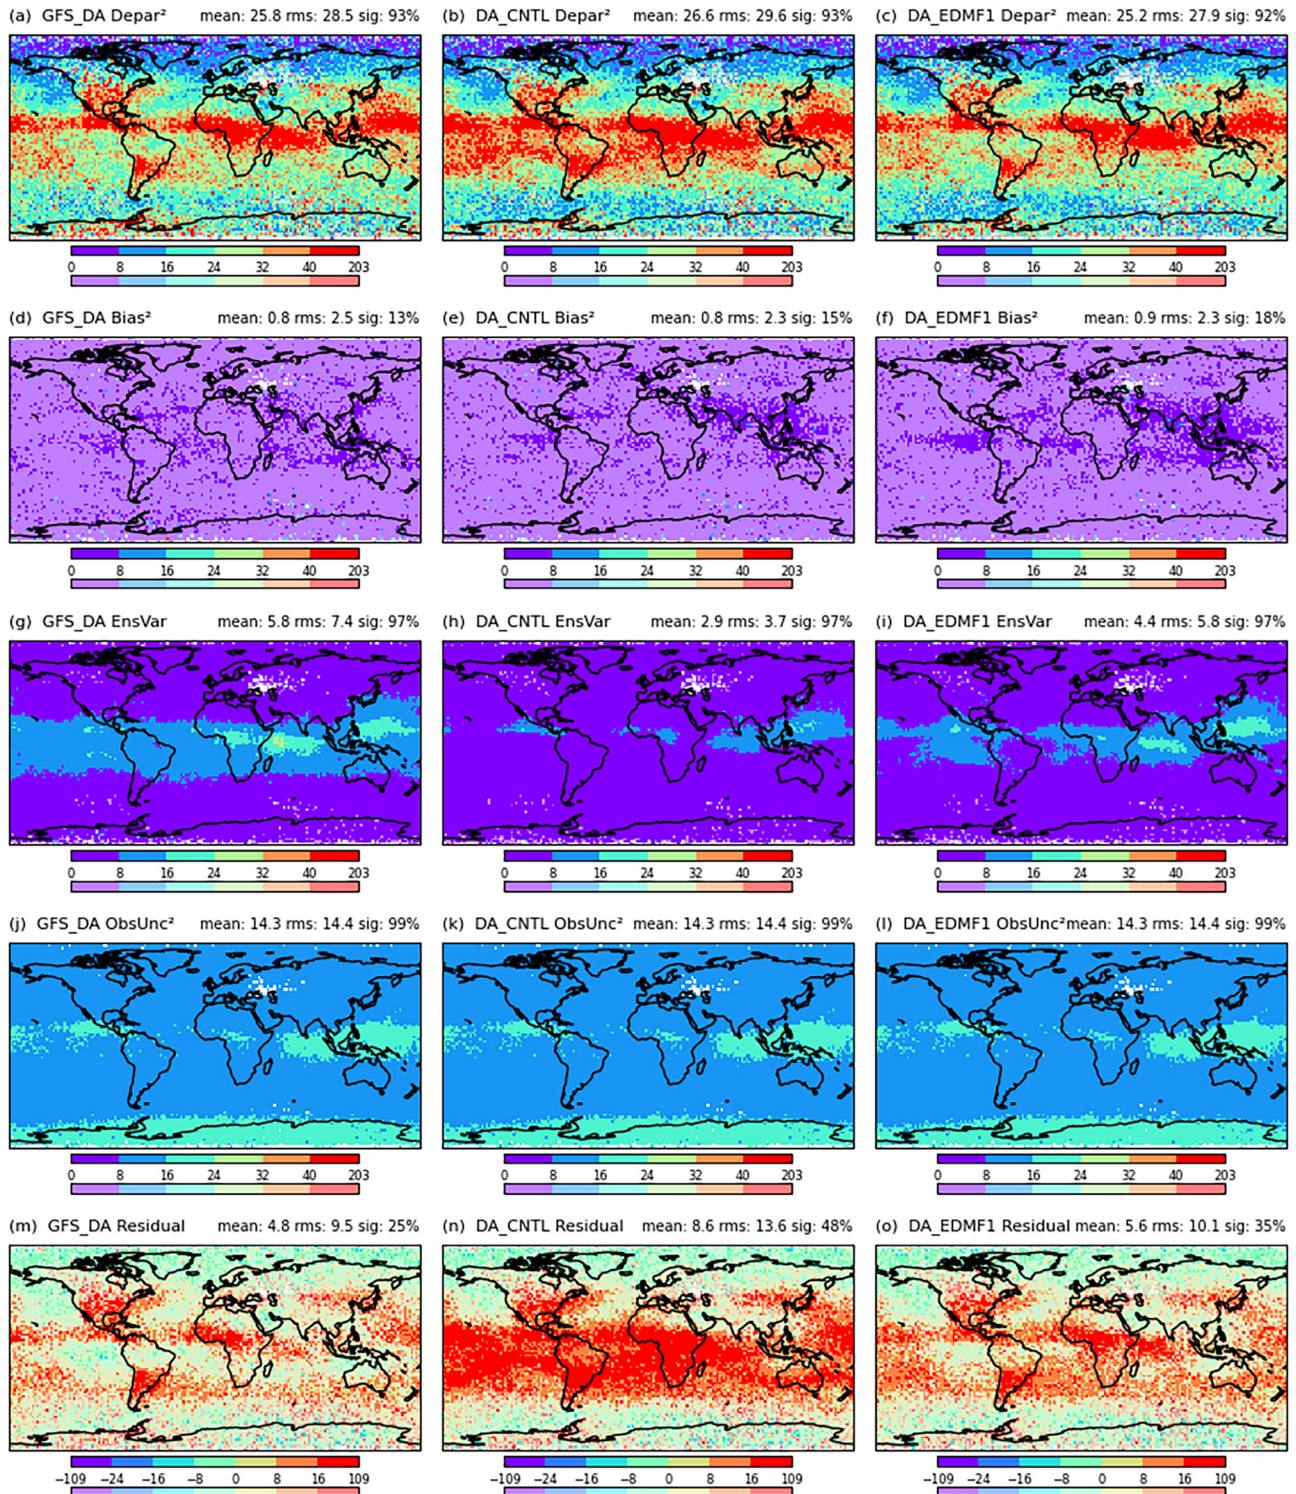 (a) GFS_DA Depar² mean: 25.8 rms: 28.5 sig: 93%
(b) DA_CNTL Depar² mean: 26.6 rms: 29.6 sig: 93%
(c) DA_EDMF1 Depar² mean: 25.2 rms: 27.9 sig: 92%
0 8 16 24 32 40 203
0 8 16 24 32 40 203
0 8 16 24 32 40 203
(d) GFS_DA Bias² mean: 0.8 rms: 2.5 sig: 13%
(e) DA_CNTL Bias² mean: 0.8 rms: 2.3 sig: 15%
(f) DA_EDMF1 Bias² mean: 0.9 rms: 2.3 sig: 18%
0 8 16 24 32 40 203
0 8 16 24 32 40 203
0 8 16 24 32 40 203
(g) GFS_DA EnsVar mean: 5.8 rms: 7.4 sig: 97%
(h) DA_CNTL EnsVar mean: 2.9 rms: 3.7 sig: 97%
(i) DA_EDMF1 EnsVar mean: 4.4 rms: 5.8 sig: 97%
0 8 16 24 32 40 203
0 8 16 24 32 40 203
0 8 16 24 32 40 203
(j) GFS_DA ObsUnc² mean: 14.3 rms: 14.4 sig: 99%
(k) DA_CNTL ObsUnc² mean: 14.3 rms: 14.4 sig: 99%
(l) DA_EDMF1 ObsUnc² mean: 14.3 rms: 14.4 sig: 99%
0 8 16 24 32 40 203
0 8 16 24 32 40 203
0 8 16 24 32 40 203
(m) GFS_DA Residual mean: 4.8 rms: 9.5 sig: 25%
(n) DA_CNTL Residual mean: 8.6 rms: 13.6 sig: 48%
(o) DA_EDMF1 Residual mean: 5.6 rms: 10.1 sig: 35%
−109 −24 −16 −8 0 8 16 109
−109 −24 −16 −8 0 8 16 109
−109 −24 −16 −8 0 8 16 109